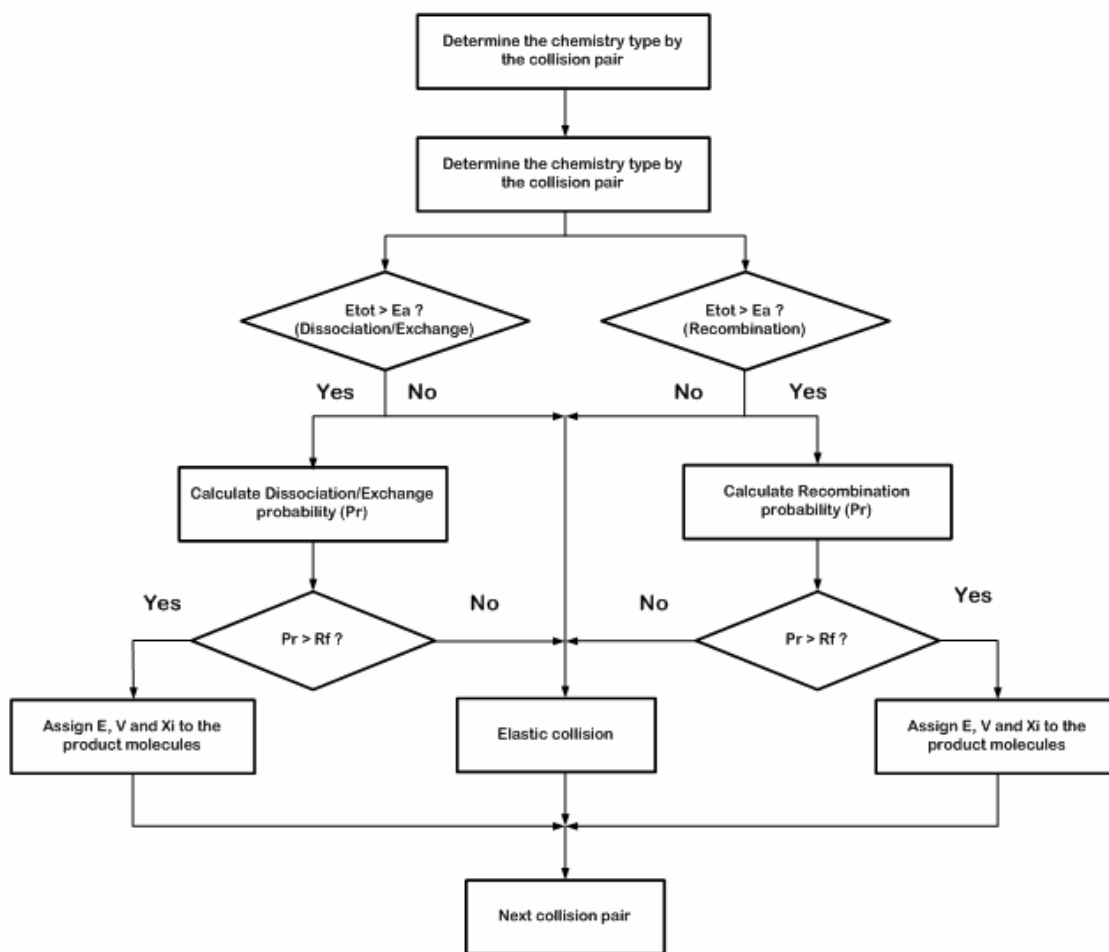 Determine the chemistry type by
the collision pair
Determine the chemistry type by
the collision pair
Etot > Ea ?
(Dissociation/Exchange)
Etot > Ea ?
(Recombination)
Yes
No
No
Yes
Calculate Dissociation/Exchange
probability (Pr)
Calculate Recombination
probability (Pr)
Yes
No
No
Yes
Pr > Rf ?
Pr > Rf ?
Assign E, V and Xi to the
product molecules
Elastic collision
Assign E, V and Xi to the
product molecules
Next collision pair